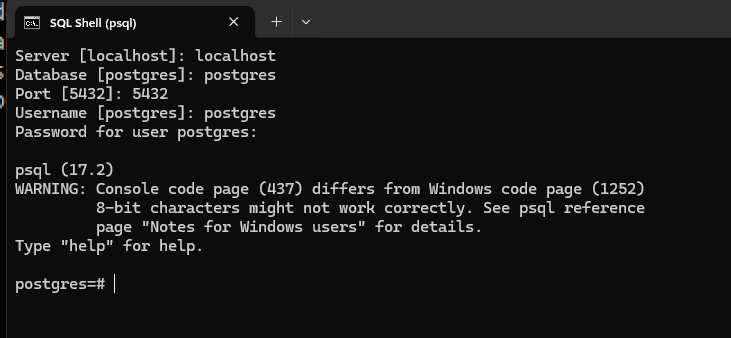 SQL Shell (psql)
Server [localhost]: localhost
Database [postgres]: postgres
Port [5432]: 5432
Username [postgres]: postgres
Password for user postgres:
psql (17.2)
WARNING: Console code page (437) differs from Windows code page (1252)
8-bit characters might not work correctly. See psql reference
page "Notes for Windows users" for details.
Type "help" for help.
postgres=#